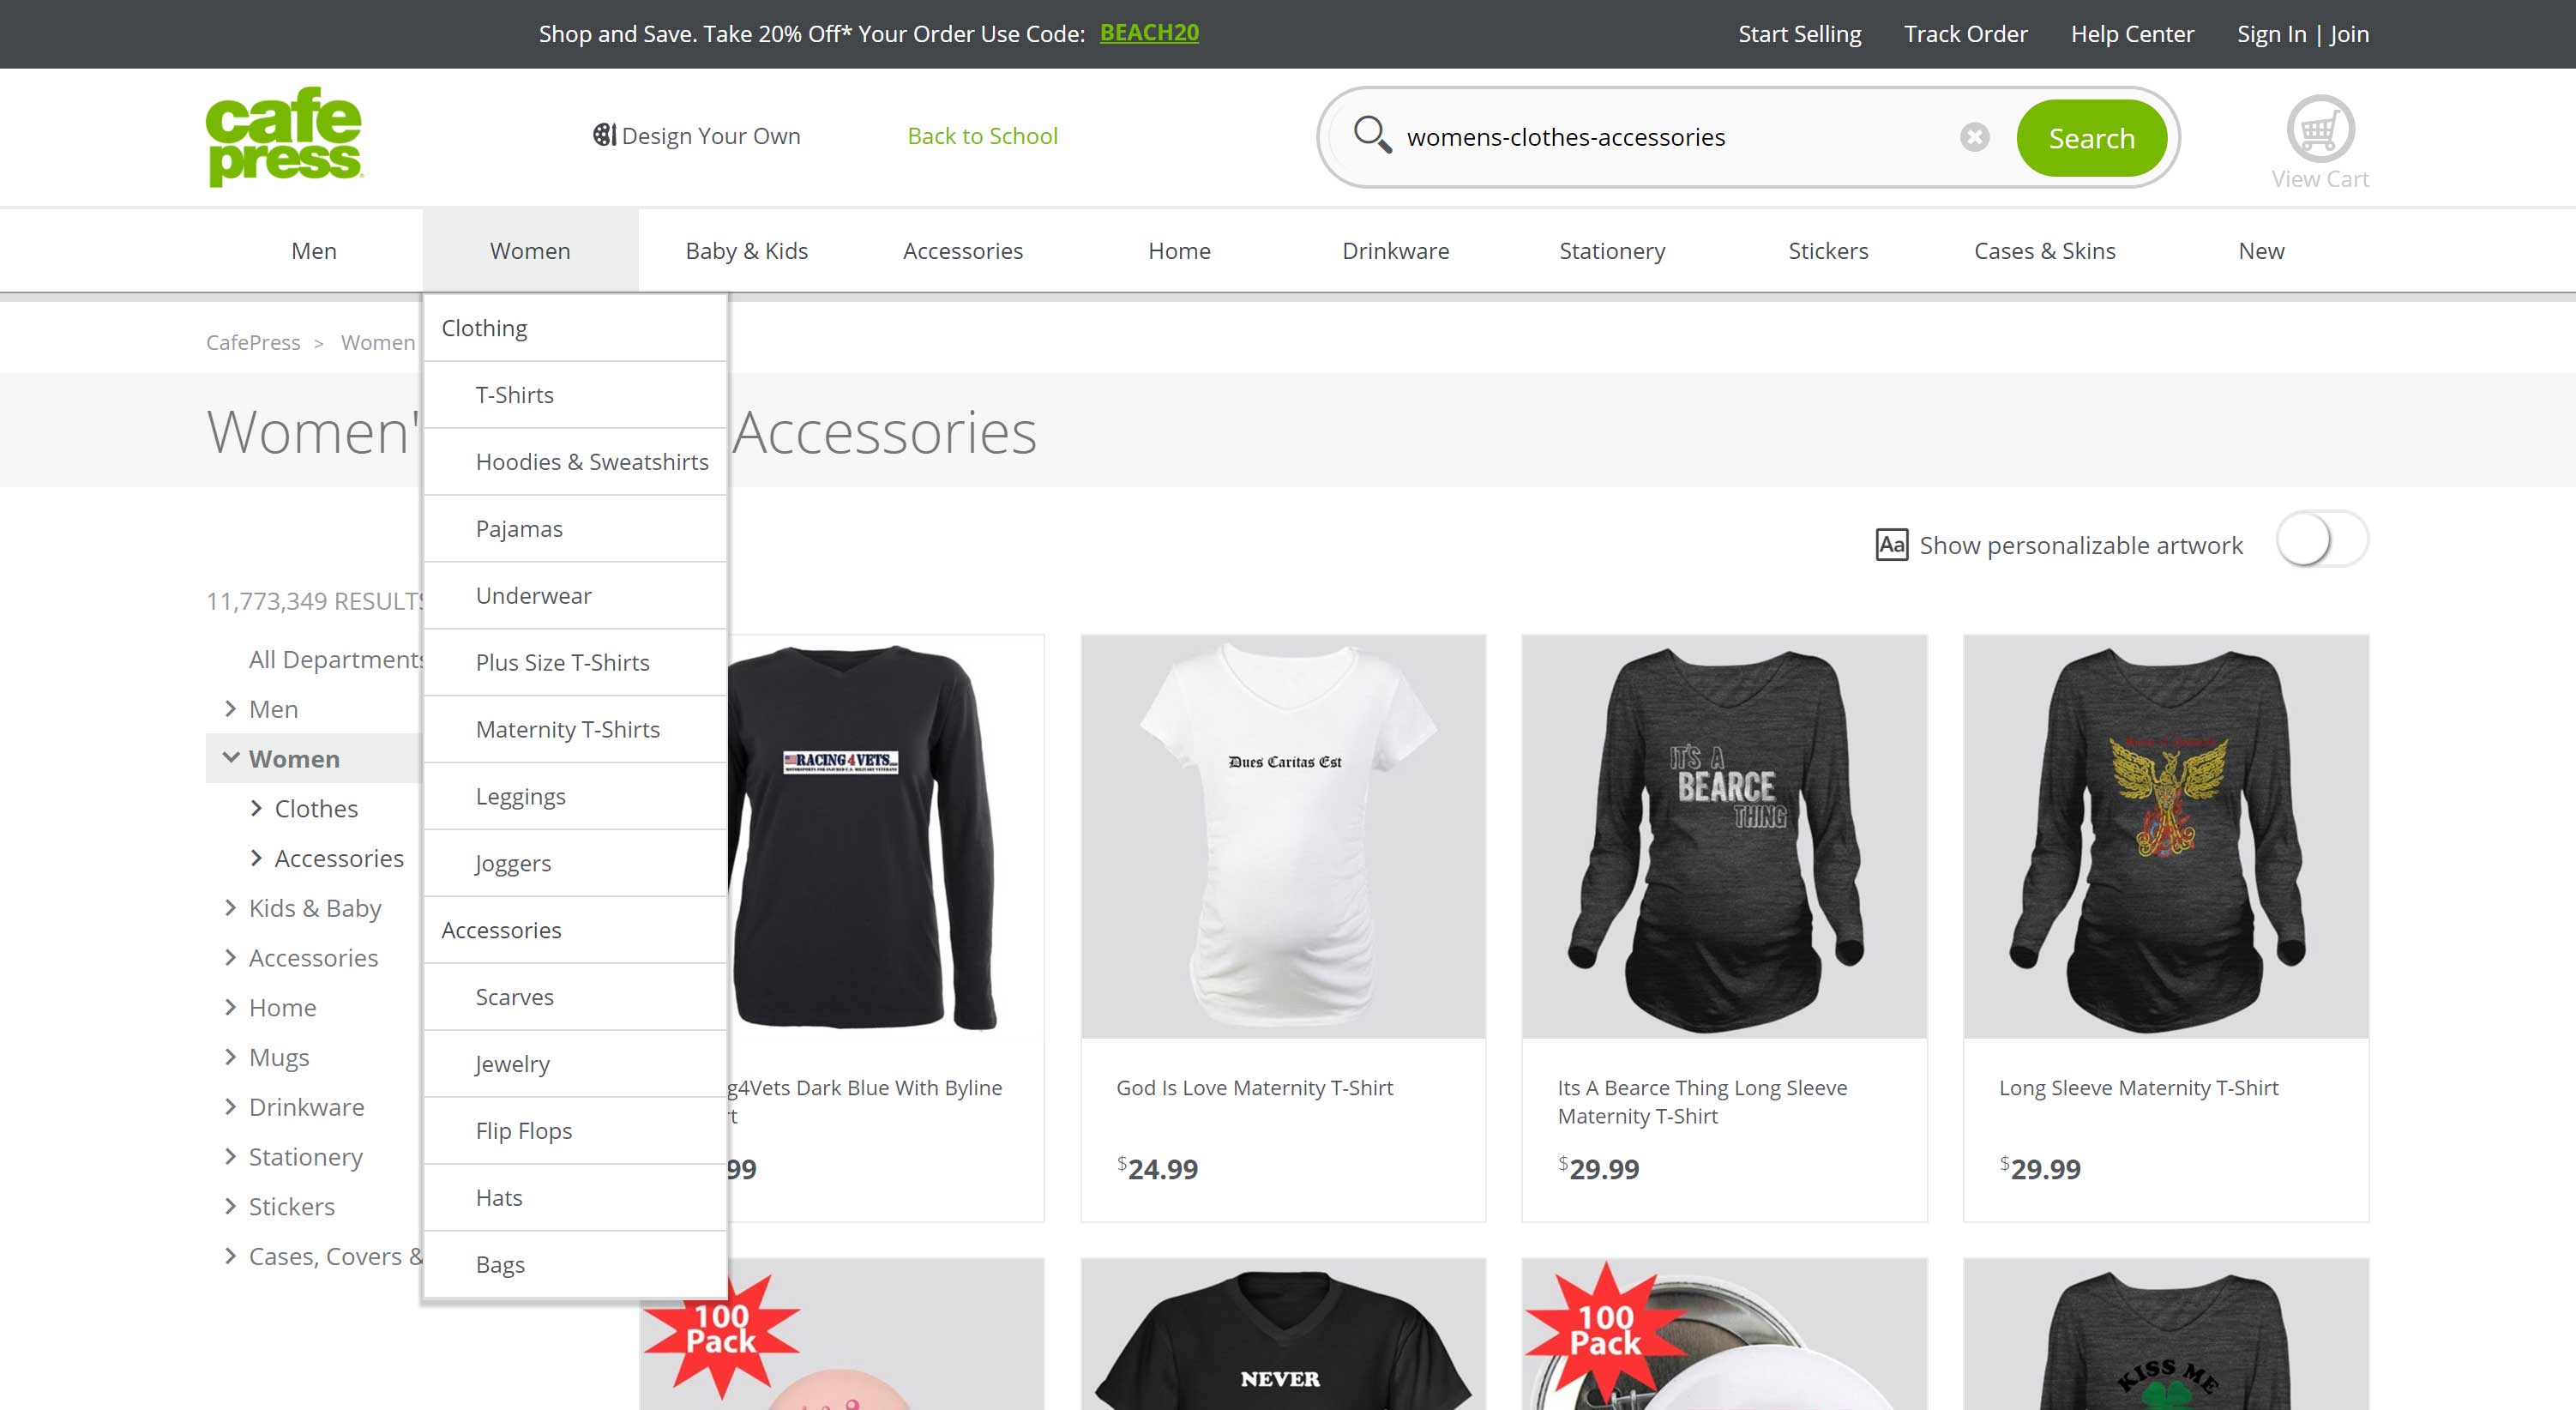 Shop and Save. Take 20% Off* Your Order Use Code: BEACH20
Start Selling
Track Order
Help Center
Sign In | Join
cafe
press
Design Your Own
Back to School
womens-clothes-accessories
Search
View Cart
Men
Women
Baby & Kids
Accessories
Home
Drinkware
Stationery
Stickers
Cases & Skins
New
CafePress > Women
Women'
Accessories
Clothing
T-Shirts
Hoodies & Sweatshirts
Pajamas
Underwear
Plus Size T-Shirts
Maternity T-Shirts
Leggings
Joggers
Accessories
Scarves
Jewelry
Flip Flops
Hats
Bags
Aa Show personalizable artwork
11,773,349 RESULTS
All Departments
Men
Women
Clothes
Accessories
Kids & Baby
Accessories
Home
Mugs
Drinkware
Stationery
Stickers
Cases, Covers &
RACING4VETS
g4Vets Dark Blue With Byline
rt
99
Dues Caritas Est
God Is Love Maternity T-Shirt
$24.99
IT'S A
BEARCE
THING
Its A Bearce Thing Long Sleeve
Maternity T-Shirt
$29.99
Long Sleeve Maternity T-Shirt
$29.99
100
Pack
NEVER
100
Pack
KISS ME